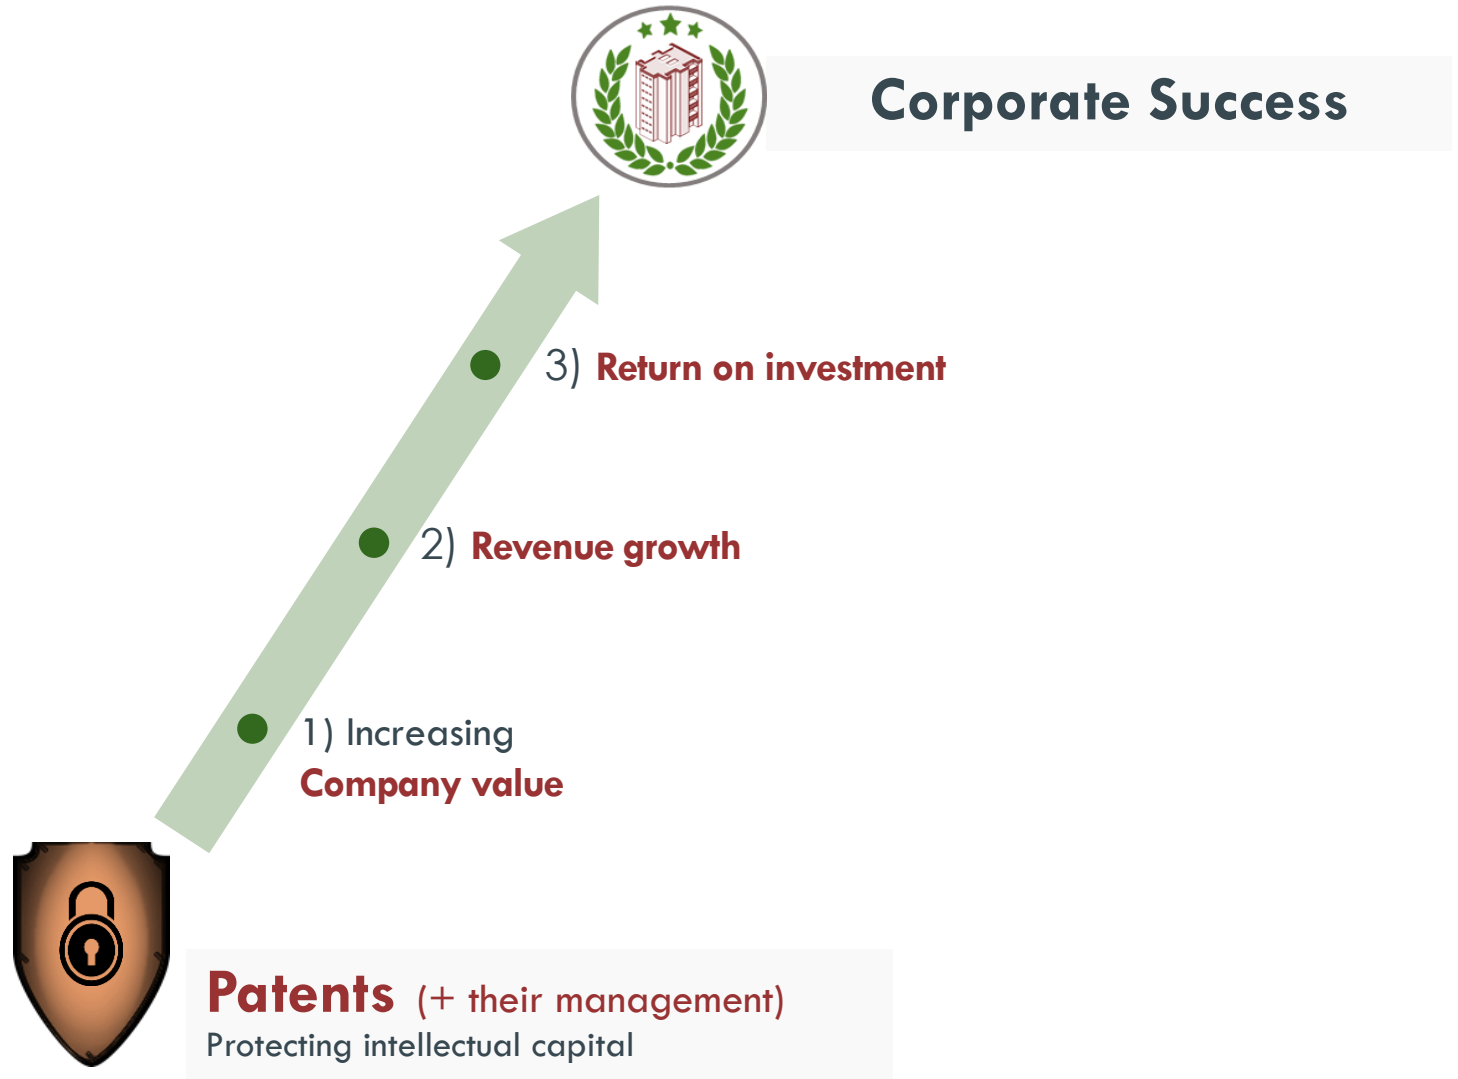 Corporate Success
3) Return on investment
2) Revenue growth
1) Increasing
Company value
Patents (+ their management)
Protecting intellectual capital